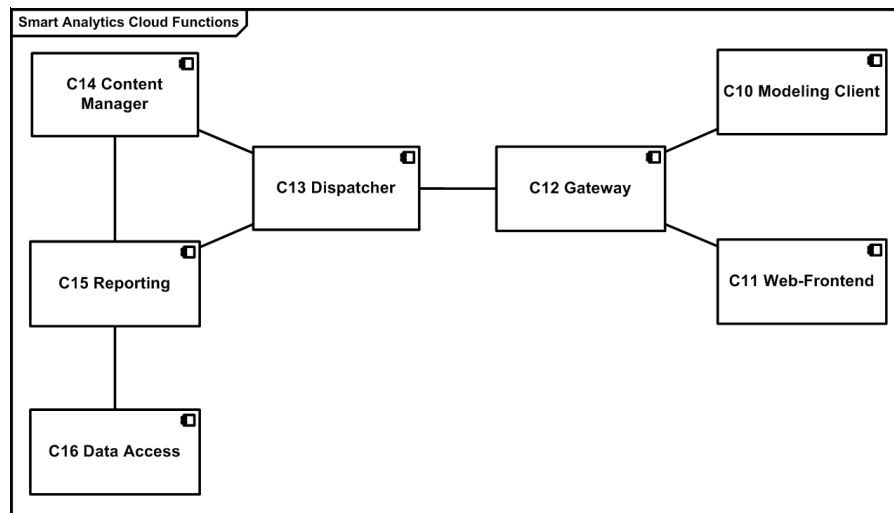 Smart Analytics Cloud Functions
C14 Content
Manager
C10 Modeling Client
C13 Dispatcher
C12 Gateway
C15 Reporting
C11 Web-Frontend
C16 Data Access